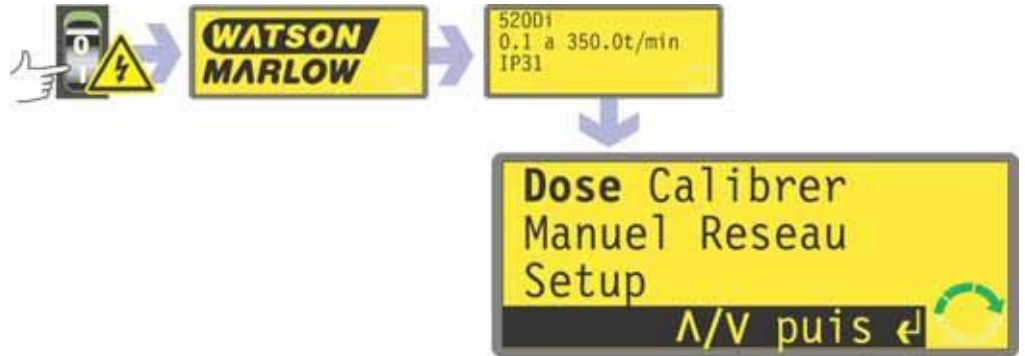 0
I
WATSON
MARLOW
520Di
0.1 a 350.0t/min
IP31
Dose Calibrer
Manuel Reseau
Setup
Λ/V puis ↲